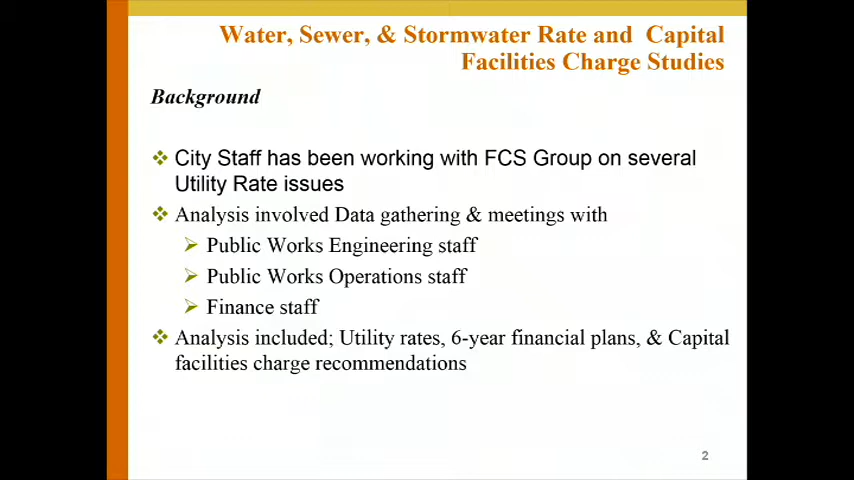 Water, Sewer, & Stormwater Rate and Capital
Facilities Charge Studies
Background
City Staff has been working with FCS Group on several
Utility Rate issues
Analysis involved Data gathering & meetings with
Public Works Engineering staff
Public Works Operations staff
Finance staff
Analysis included; Utility rates, 6-year financial plans, & Capital
facilities charge recommendations
2